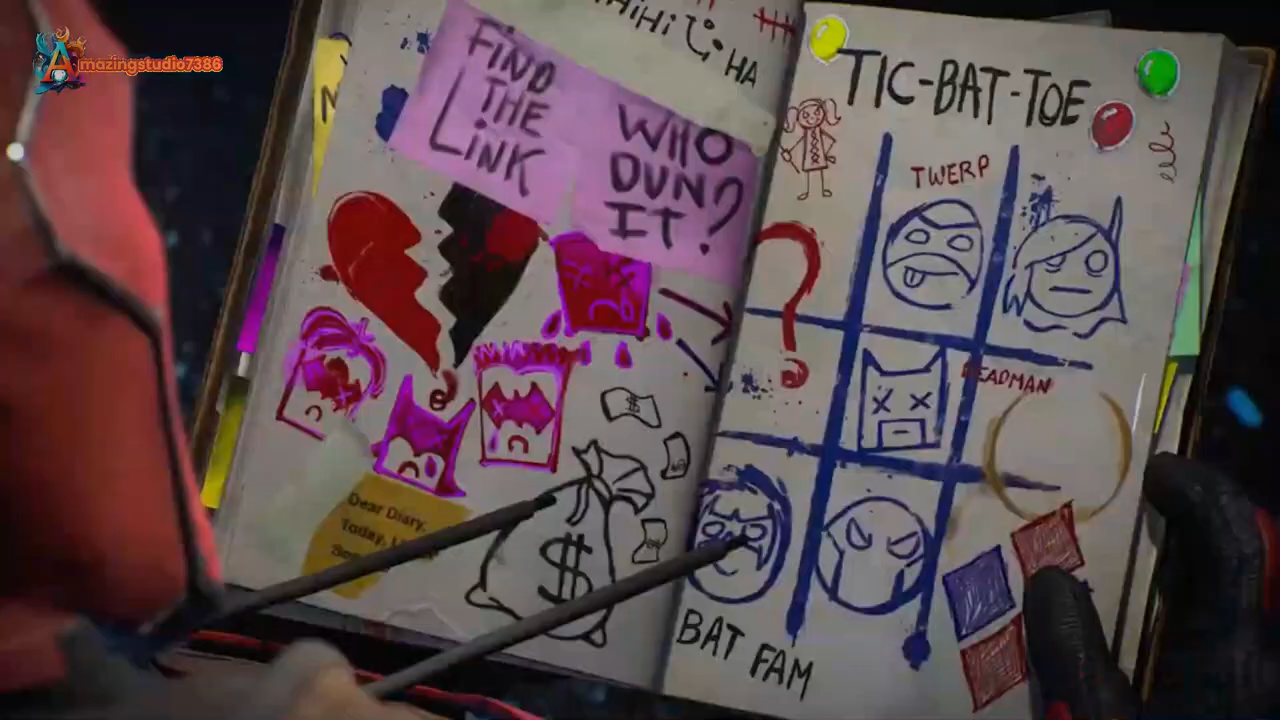 Amazingstudio7386
HiHi
HA
FiND
THE
LiNK
WHO
DUN
IT?
Dear Diary,
Today,
$
$
TIC-BAT-TOE
TWERP
?
DEADMAN
BAT FAM